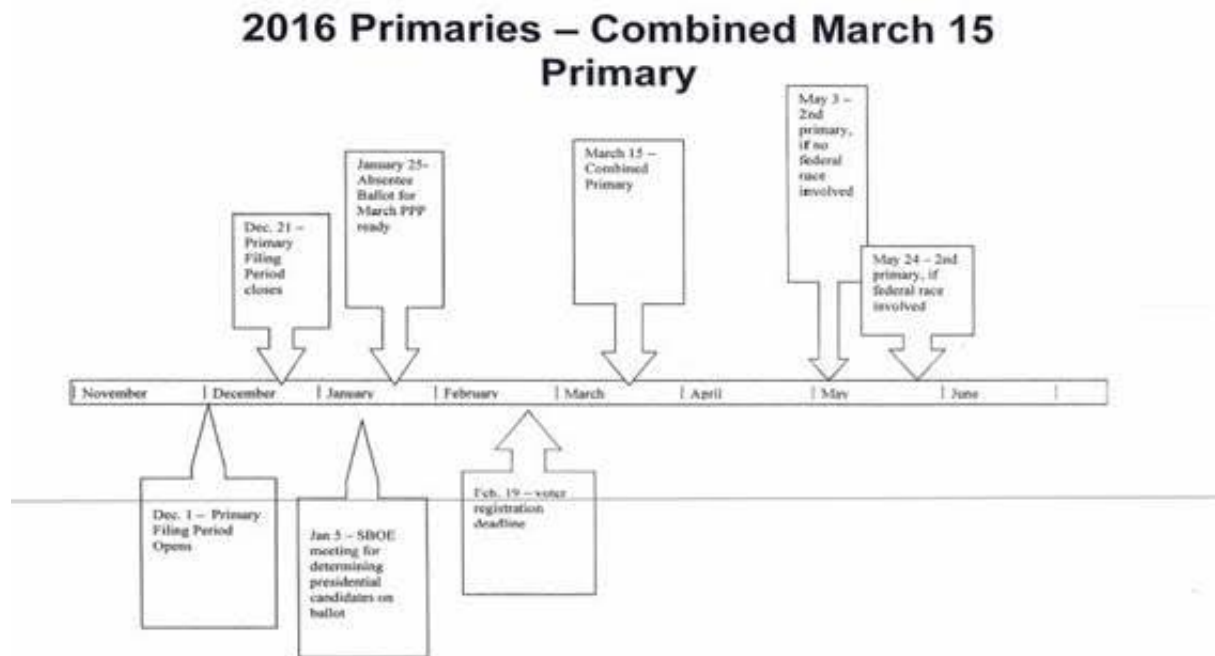 2016 Primaries – Combined March 15
Primary
May 3 –
2nd
primary,
if no
federal
race
involved
March 15 –
Combined
Primary
January 25-
Absentee
Ballot for
March PPP
ready
Dec. 21 –
Primary
Filing
Period
closes
May 24 – 2nd
primary, if
federal race
involved
November
December
January
February
March
April
May
June
Dec. 1 – Primary
Filing Period
Opens
Jan 5 – SBOE
meeting for
determining
presidential
candidates on
ballot
Feb. 19 – voter
registration
deadline